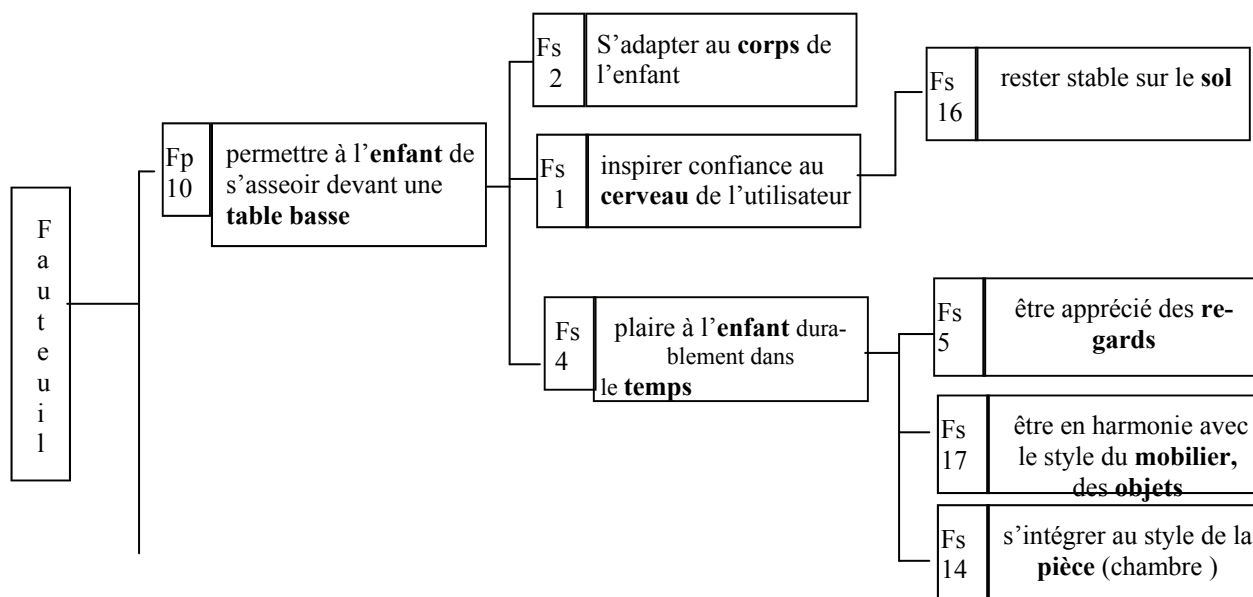 Fauteuil
Fp
10
permettre à l’enfant de
s’asseoir devant une
table basse
Fs
2
S’adapter au corps de
l’enfant
Fs
1
inspirer confiance au
cerveau de l’utilisateur
Fs
16
rester stable sur le sol
Fs
4
plaire à l’enfant dura-
blement dans
le temps
Fs
5
être apprécié des re-
gards
Fs
17
être en harmonie avec
le style du mobilier,
des objets
Fs
14
s’intégrer au style de la
pièce (chambre )